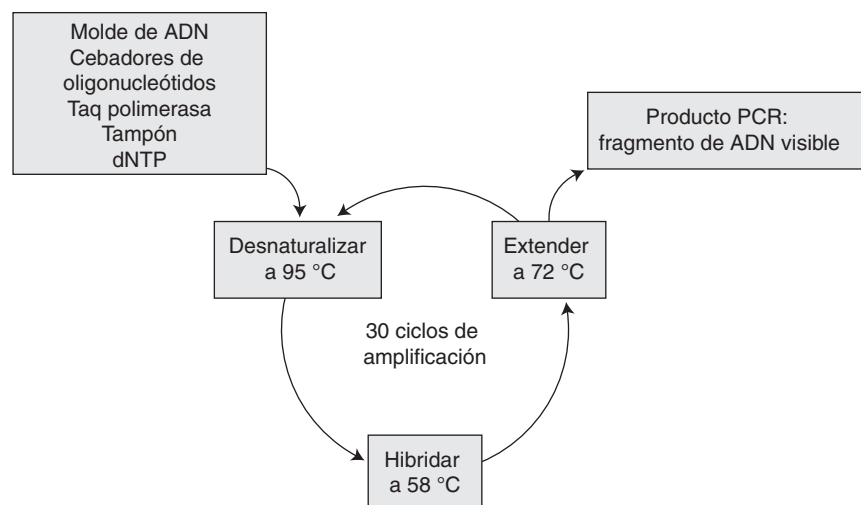 Molde de ADN
Cebadores de
oligonucleótidos
Taq polimerasa
Tampón
dNTP
Producto PCR:
fragmento de ADN visible
Desnaturalizar
a 95 °C
Extender
a 72 °C
30 ciclos de
amplificación
Hibridar
a 58 °C